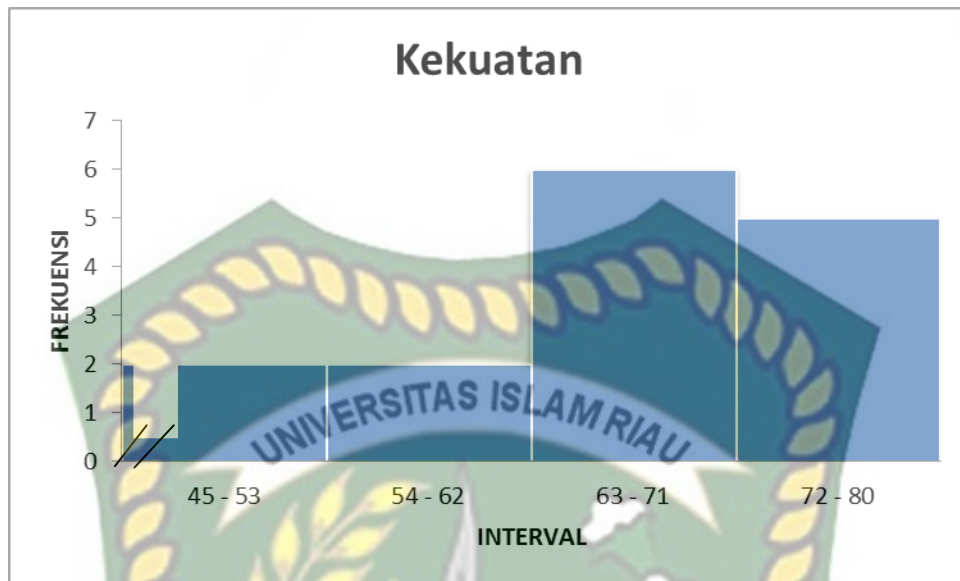 Kekuatan
7
6
5
4
3
2
1
0
FREKUENSI
45 - 53
54 - 62
63 - 71
72 - 80
INTERVAL
UNIVERSITAS ISLAM RIAU